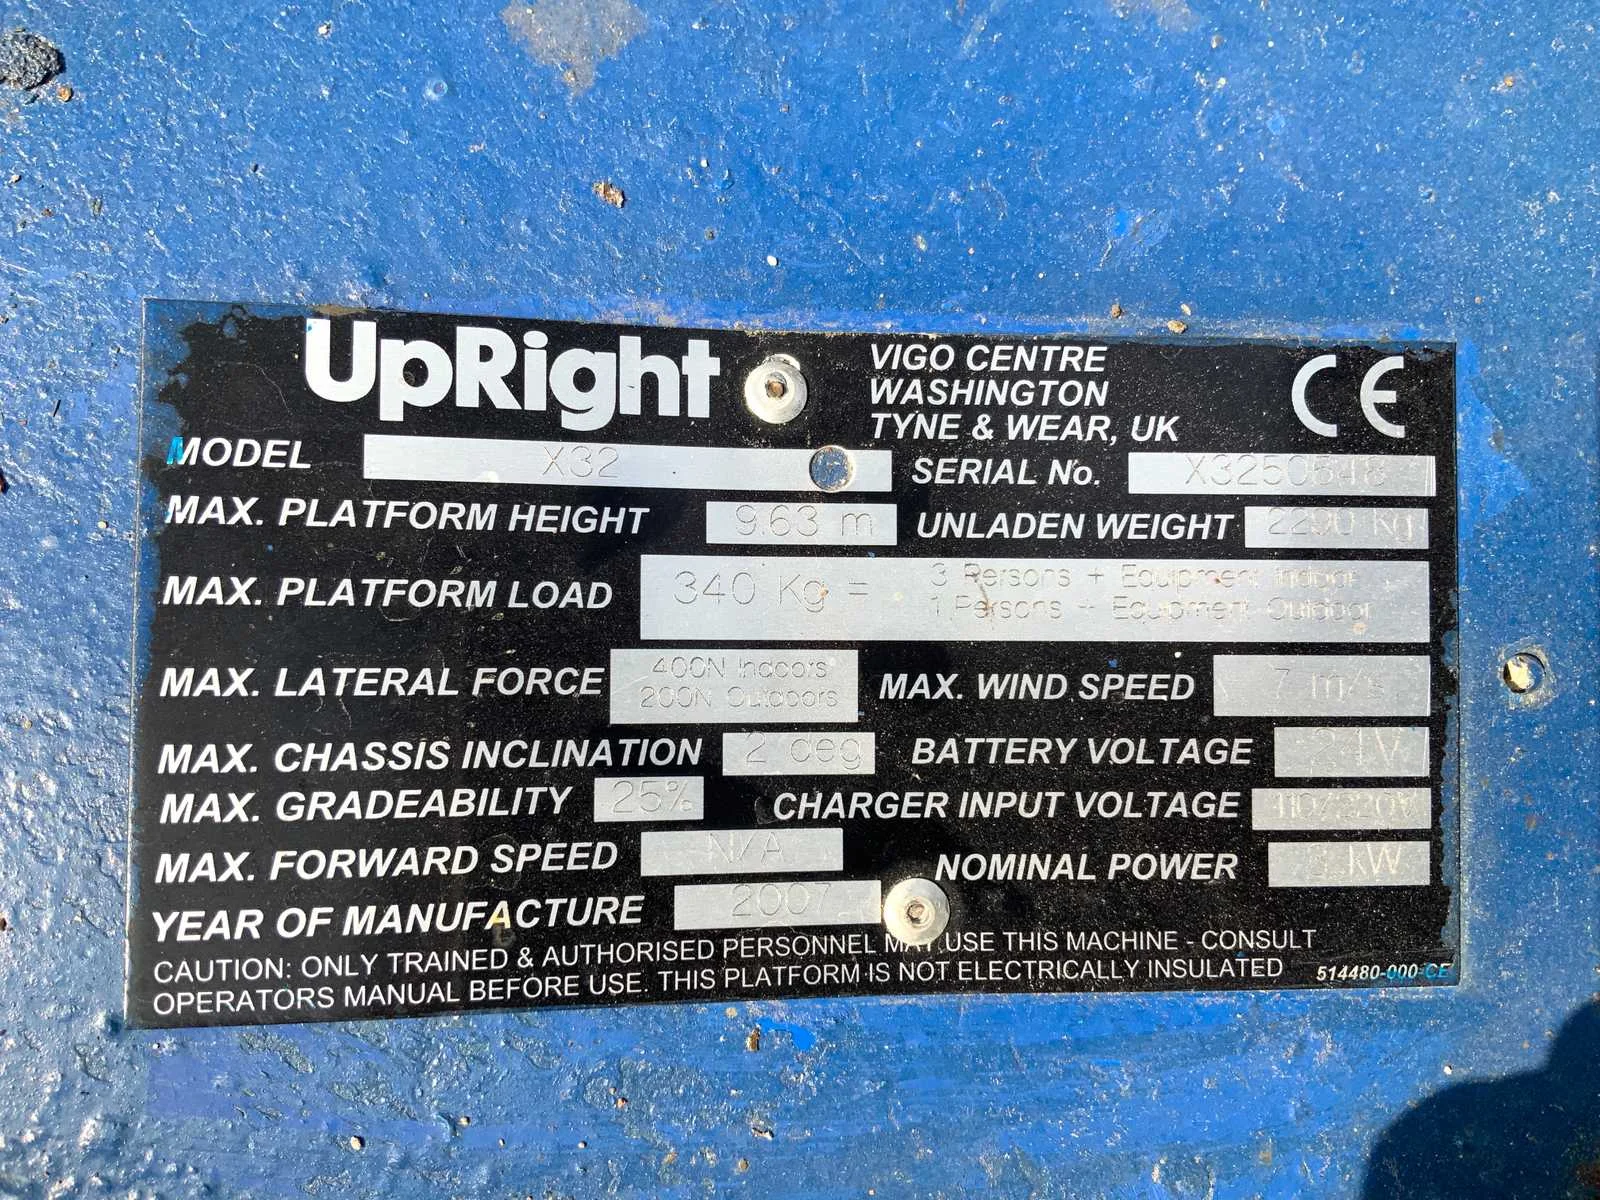 UpRight
VIGO CENTRE
WASHINGTON
TYNE & WEAR, UK
CE
MODEL X32 SERIAL No.
MAX. PLATFORM HEIGHT 9.63 m UNLADEN WEIGHT 2200 Kg
MAX. PLATFORM LOAD 340 Kg = 3 Persons + Equipment Indoor
1 Persons + Equipment Outdoor
MAX. LATERAL FORCE 400N Indoors
200N Outdoors
MAX. WIND SPEED 7 m/s
MAX. CHASSIS INCLINATION 2 deg BATTERY VOLTAGE 24V
MAX. GRADEABILITY 25% CHARGER INPUT VOLTAGE 110/220V
MAX. FORWARD SPEED N/A NOMINAL POWER kW
YEAR OF MANUFACTURE 2007
CAUTION: ONLY TRAINED & AUTHORISED PERSONNEL MAY USE THIS MACHINE - CONSULT
OPERATORS MANUAL BEFORE USE. THIS PLATFORM IS NOT ELECTRICALLY INSULATED 514480-000-CE